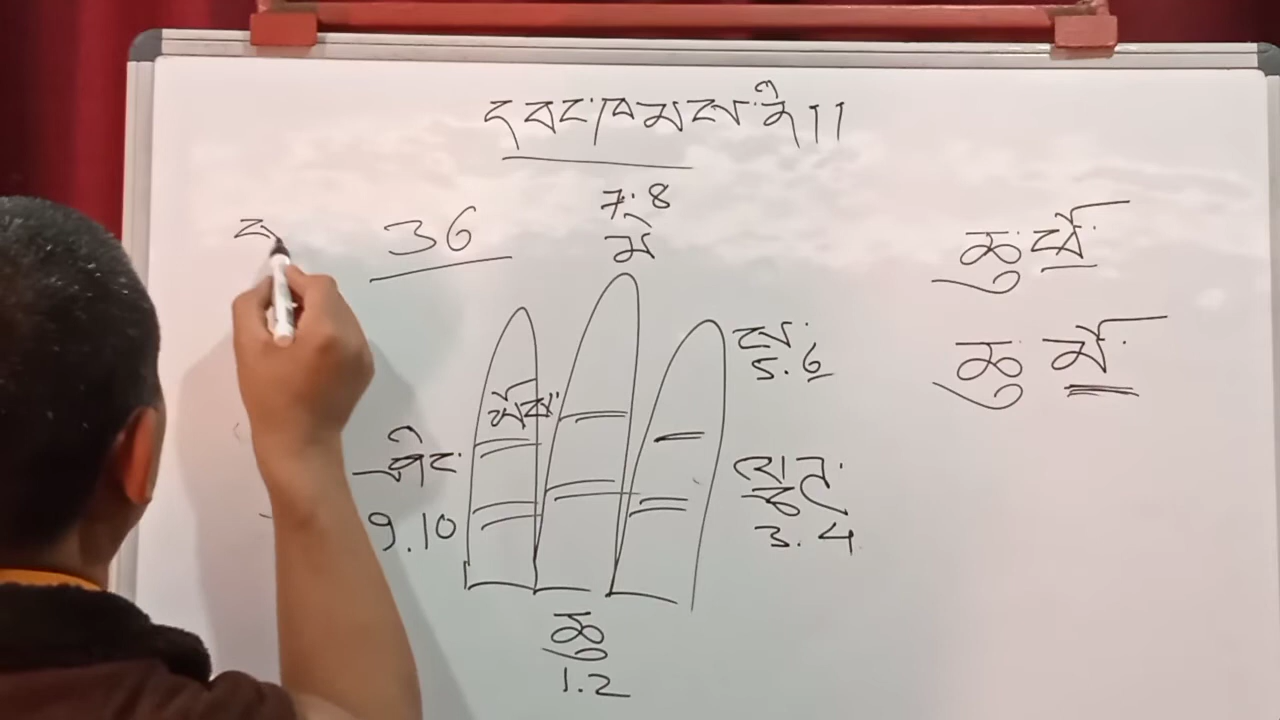 དབང་ཁམས་ནི།།
36
7.8
མེ
ས་
5.6
ཤིང་
9.10
ལྕཊ་
3.4
ཆུ
1.2
ཆུ
ཆུ མོ་